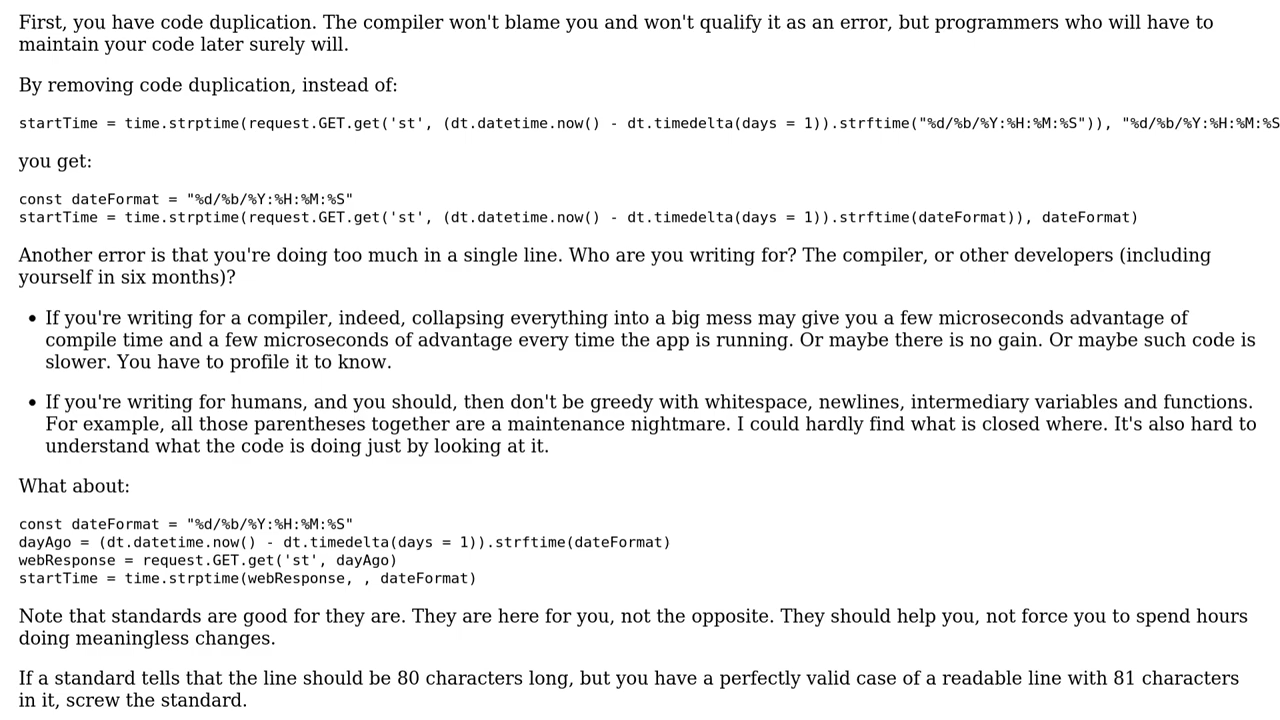 First, you have code duplication. The compiler won't blame you and won't qualify it as an error, but programmers who will have to
maintain your code later surely will.
By removing code duplication, instead of:
startTime = time.strptime(request.GET.get('st', (dt.datetime.now() - dt.timedelta(days = 1)).strftime("%d/%b/%Y:%H:%M:%S")), "%d/%b/%Y:%H:%M:%S
you get:
const dateFormat = "%d/%b/%Y:%H:%M:%S"
startTime = time.strptime(request.GET.get('st', (dt.datetime.now() - dt.timedelta(days = 1)).strftime(dateFormat)), dateFormat)
Another error is that you're doing too much in a single line. Who are you writing for? The compiler, or other developers (including
yourself in six months)?
• If you're writing for a compiler, indeed, collapsing everything into a big mess may give you a few microseconds advantage of
compile time and a few microseconds of advantage every time the app is running. Or maybe there is no gain. Or maybe such code is
slower. You have to profile it to know.
• If you're writing for humans, and you should, then don't be greedy with whitespace, newlines, intermediary variables and functions.
For example, all those parentheses together are a maintenance nightmare. I could hardly find what is closed where. It's also hard to
understand what the code is doing just by looking at it.
What about:
const dateFormat = "%d/%b/%Y:%H:%M:%S"
dayAgo = (dt.datetime.now() - dt.timedelta(days = 1)).strftime(dateFormat)
webResponse = request.GET.get('st', dayAgo)
startTime = time.strptime(webResponse, , dateFormat)
Note that standards are good for they are. They are here for you, not the opposite. They should help you, not force you to spend hours
doing meaningless changes.
If a standard tells that the line should be 80 characters long, but you have a perfectly valid case of a readable line with 81 characters
in it, screw the standard.